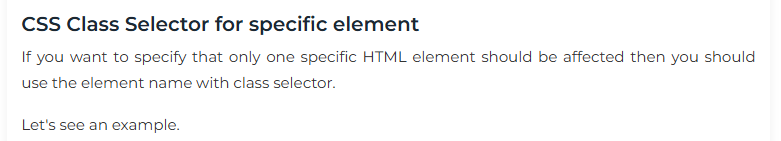 CSS Class Selector for specific element
If you want to specify that only one specific HTML element should be affected then you should
use the element name with class selector.
Let's see an example.